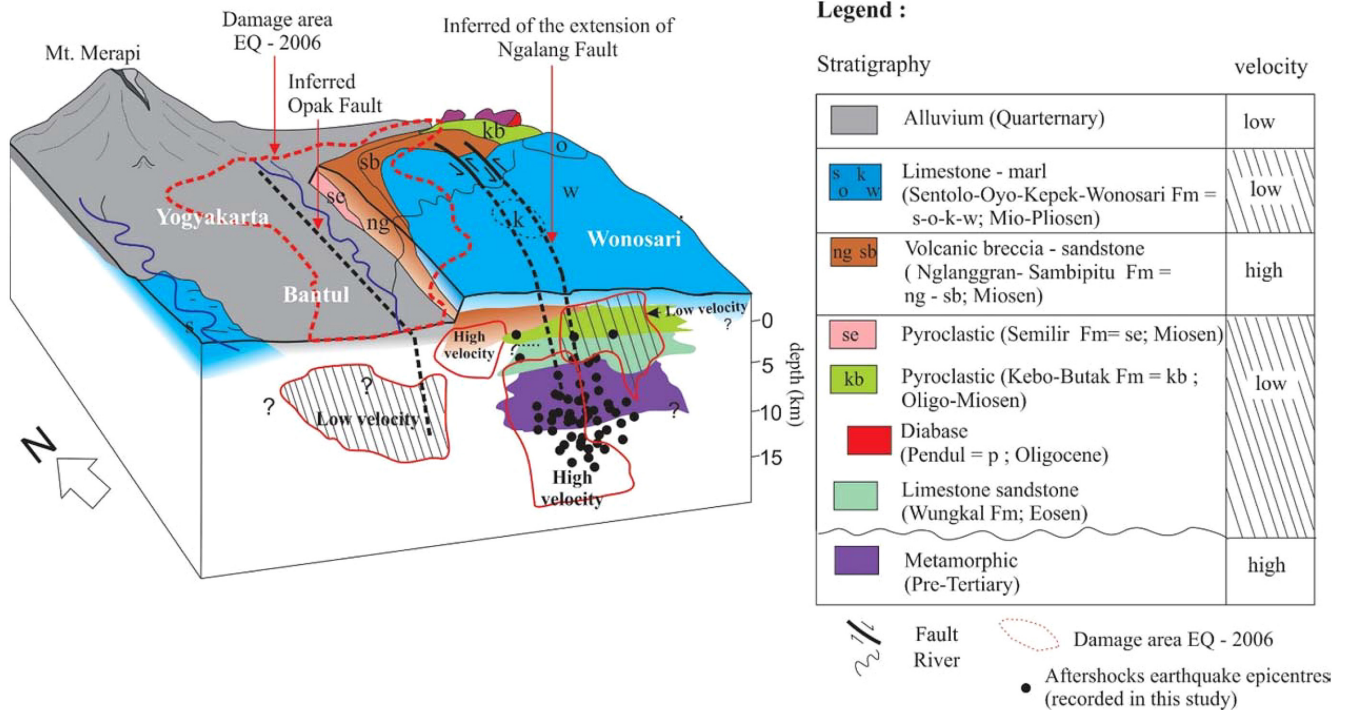 Damage area
EQ - 2006
Inferred of the extension of
Ngalang Fault
Mt. Merapi
Inferred
Opak Fault
kb
sb
o
se
w
ng
k
Yogyakarta
Wonosari
Bantul
s
Low velocity
?
High
velocity
?
?
?
Low velocity
?
High
velocity
0
5
10
15
depth (km)
N
Legend :
Stratigraphy
velocity
Alluvium (Quarternary)
low
s k
o w
Limestone - marl
(Sentolo-Oyo-Kepek-Wonosari Fm =
s-o-k-w; Mio-Pliosen)
low
ng sb
Volcanic breccia - sandstone
( Nglanggran- Sambipitu Fm =
ng - sb; Miosen)
high
se
Pyroclastic (Semilir Fm= se; Miosen)
kb
Pyroclastic (Kebo-Butak Fm = kb ;
Oligo-Miosen)
low
Diabase
(Pendul = p ; Oligocene)
Limestone sandstone
(Wungkal Fm; Eosen)
Metamorphic
(Pre-Tertiary)
high
Fault
River
Damage area EQ - 2006
Aftershocks earthquake epicentres
(recorded in this study)